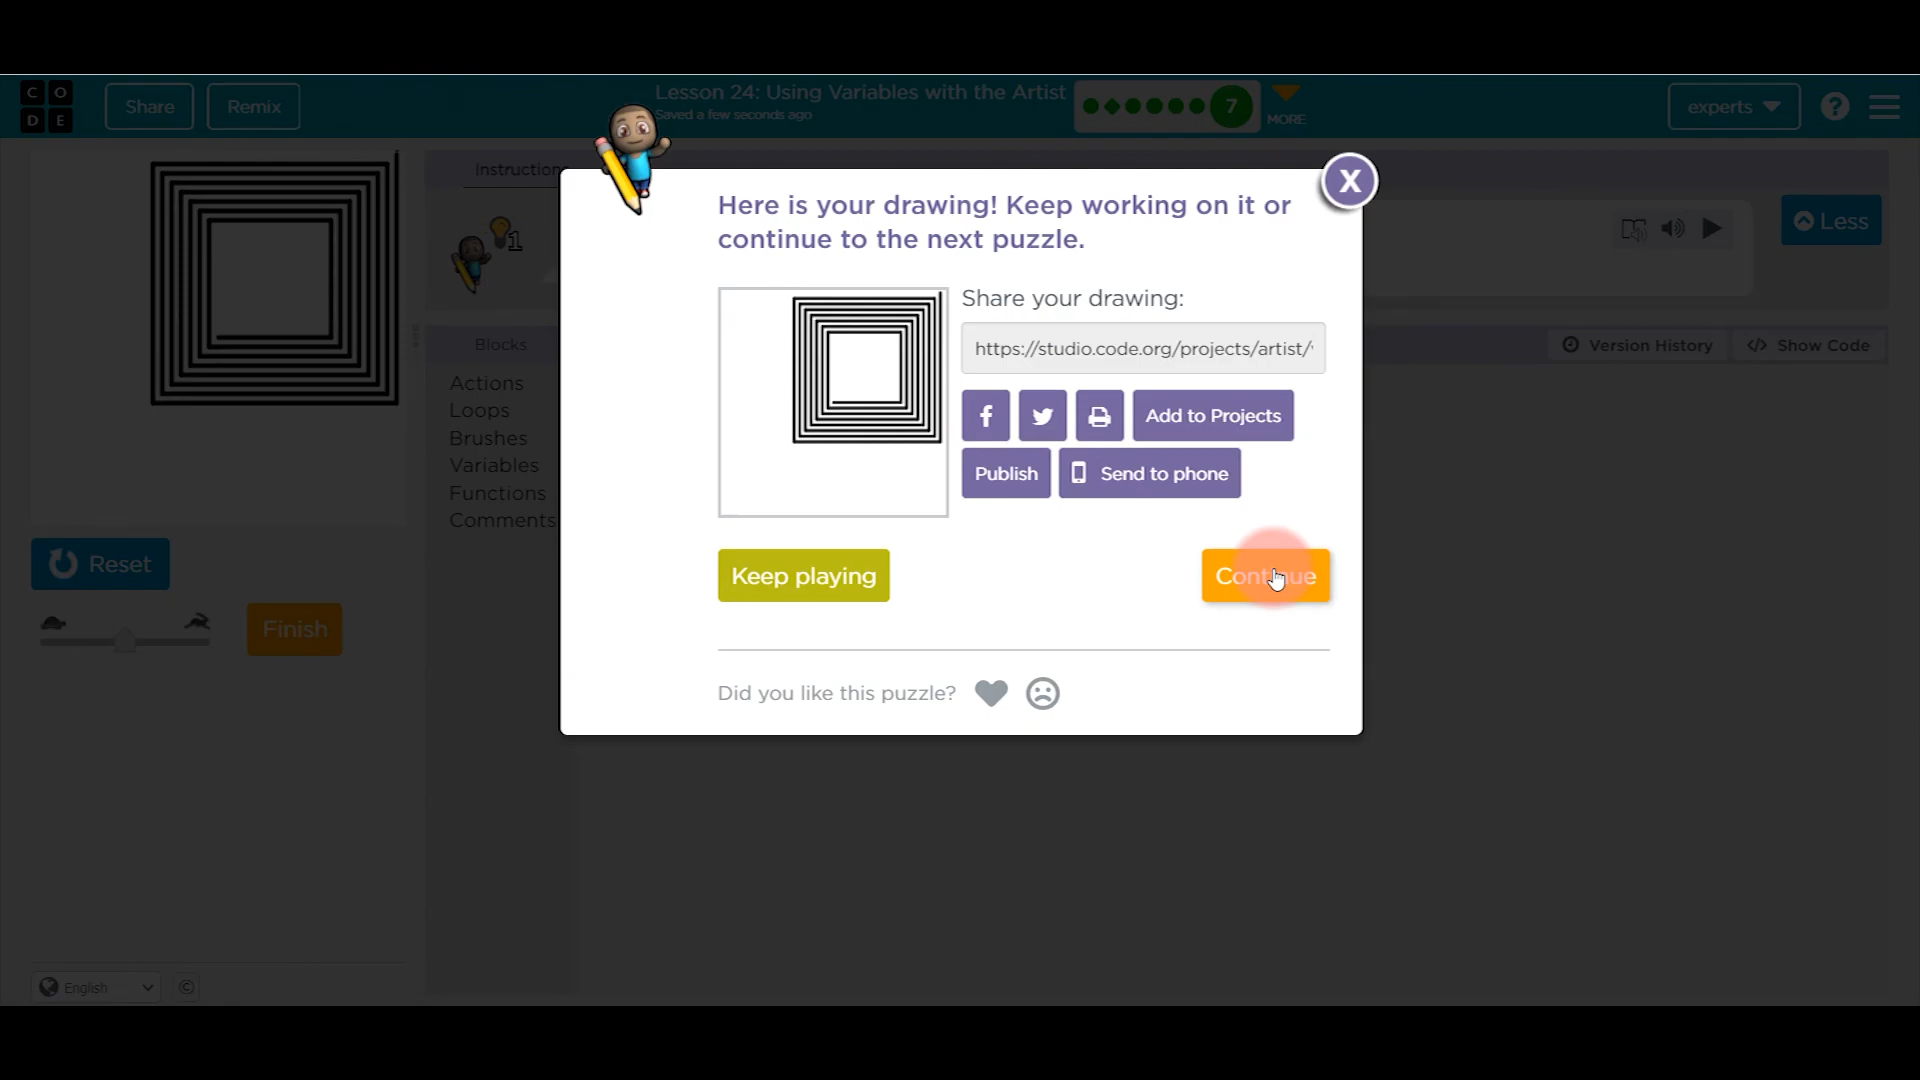 C O
D E
Share
Remix
Lesson 24: Using Variables with the Artist
Saved a few seconds ago
7
MORE
experts
?
Instruction
1
Less
Blocks
Version History
</> Show Code
Actions
Loops
Brushes
Variables
Functions
Comments
Reset
Finish
English
©
X
Here is your drawing! Keep working on it or
continue to the next puzzle.
Share your drawing:
https://studio.code.org/projects/artist/
f
Add to Projects
Publish
Send to phone
Keep playing
Continue
Did you like this puzzle?